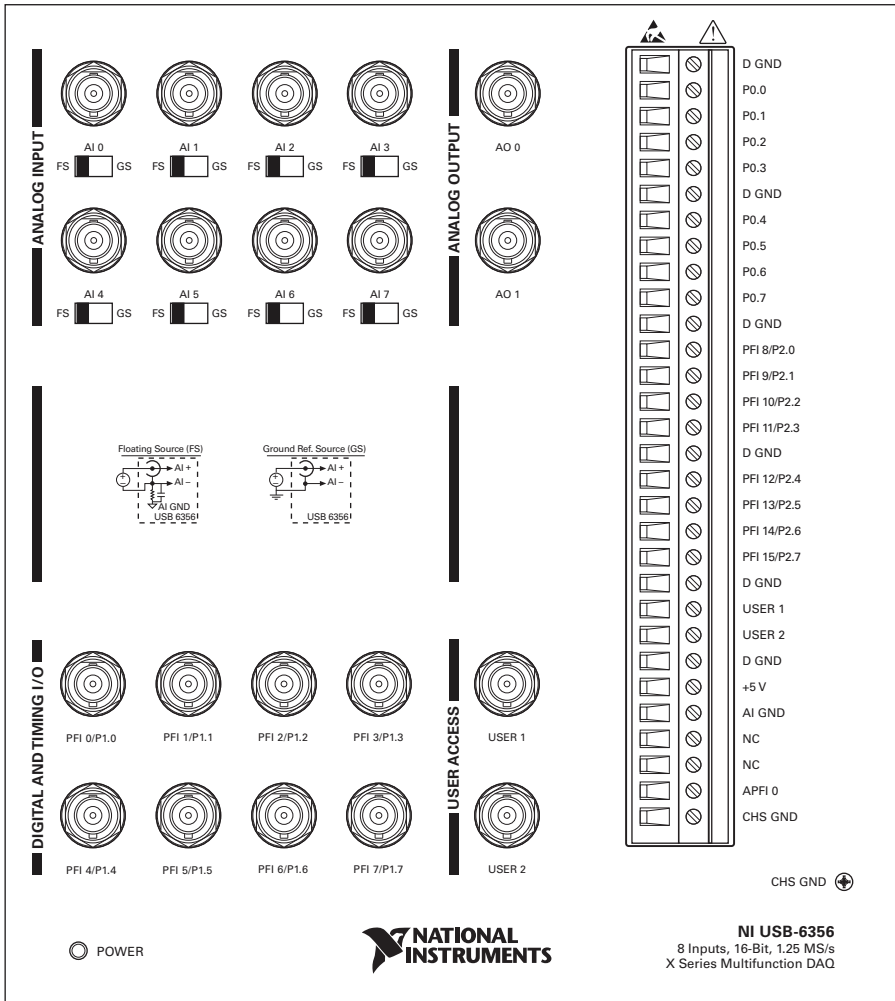 ANALOG INPUT
AI 0 AI 1 AI 2 AI 3
FS GS FS GS FS GS FS GS
AI 4 AI 5 AI 6 AI 7
FS GS FS GS FS GS FS GS
ANALOG OUTPUT
AO 0
AO 1
Floating Source (FS)
AI +
AI –
AI GND
USB 6356
Ground Ref. Source (GS)
AI +
AI –
USB 6356
DIGITAL AND TIMING I/O
PFI 0/P1.0 PFI 1/P1.1 PFI 2/P1.2 PFI 3/P1.3
PFI 4/P1.4 PFI 5/P1.5 PFI 6/P1.6 PFI 7/P1.7
USER ACCESS
USER 1
USER 2
D GND
P0.0
P0.1
P0.2
P0.3
D GND
P0.4
P0.5
P0.6
P0.7
D GND
PFI 8/P2.0
PFI 9/P2.1
PFI 10/P2.2
PFI 11/P2.3
D GND
PFI 12/P2.4
PFI 13/P2.5
PFI 14/P2.6
PFI 15/P2.7
D GND
USER 1
USER 2
D GND
+5 V
AI GND
NC
NC
APFI 0
CHS GND
CHS GND
POWER
NATIONAL
INSTRUMENTS
NI USB-6356
8 Inputs, 16-Bit, 1.25 MS/s
X Series Multifunction DAQ